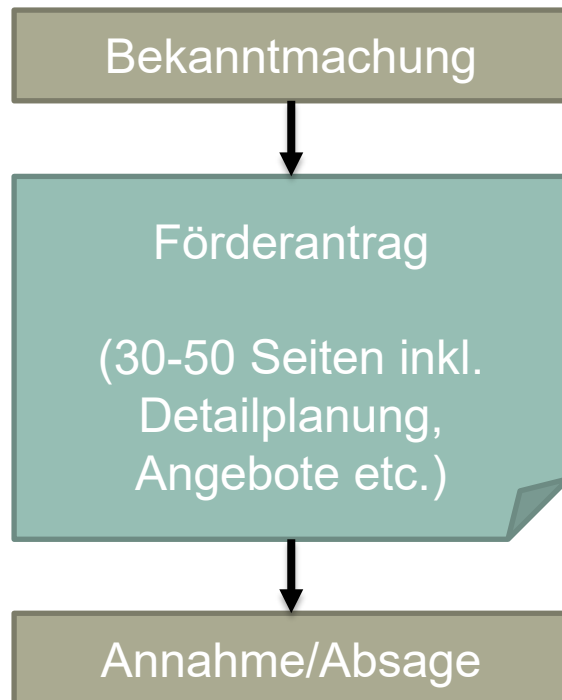 Bekanntmachung
Förderantrag
(30-50 Seiten inkl.
Detailplanung,
Angebote etc.)
Annahme/Absage